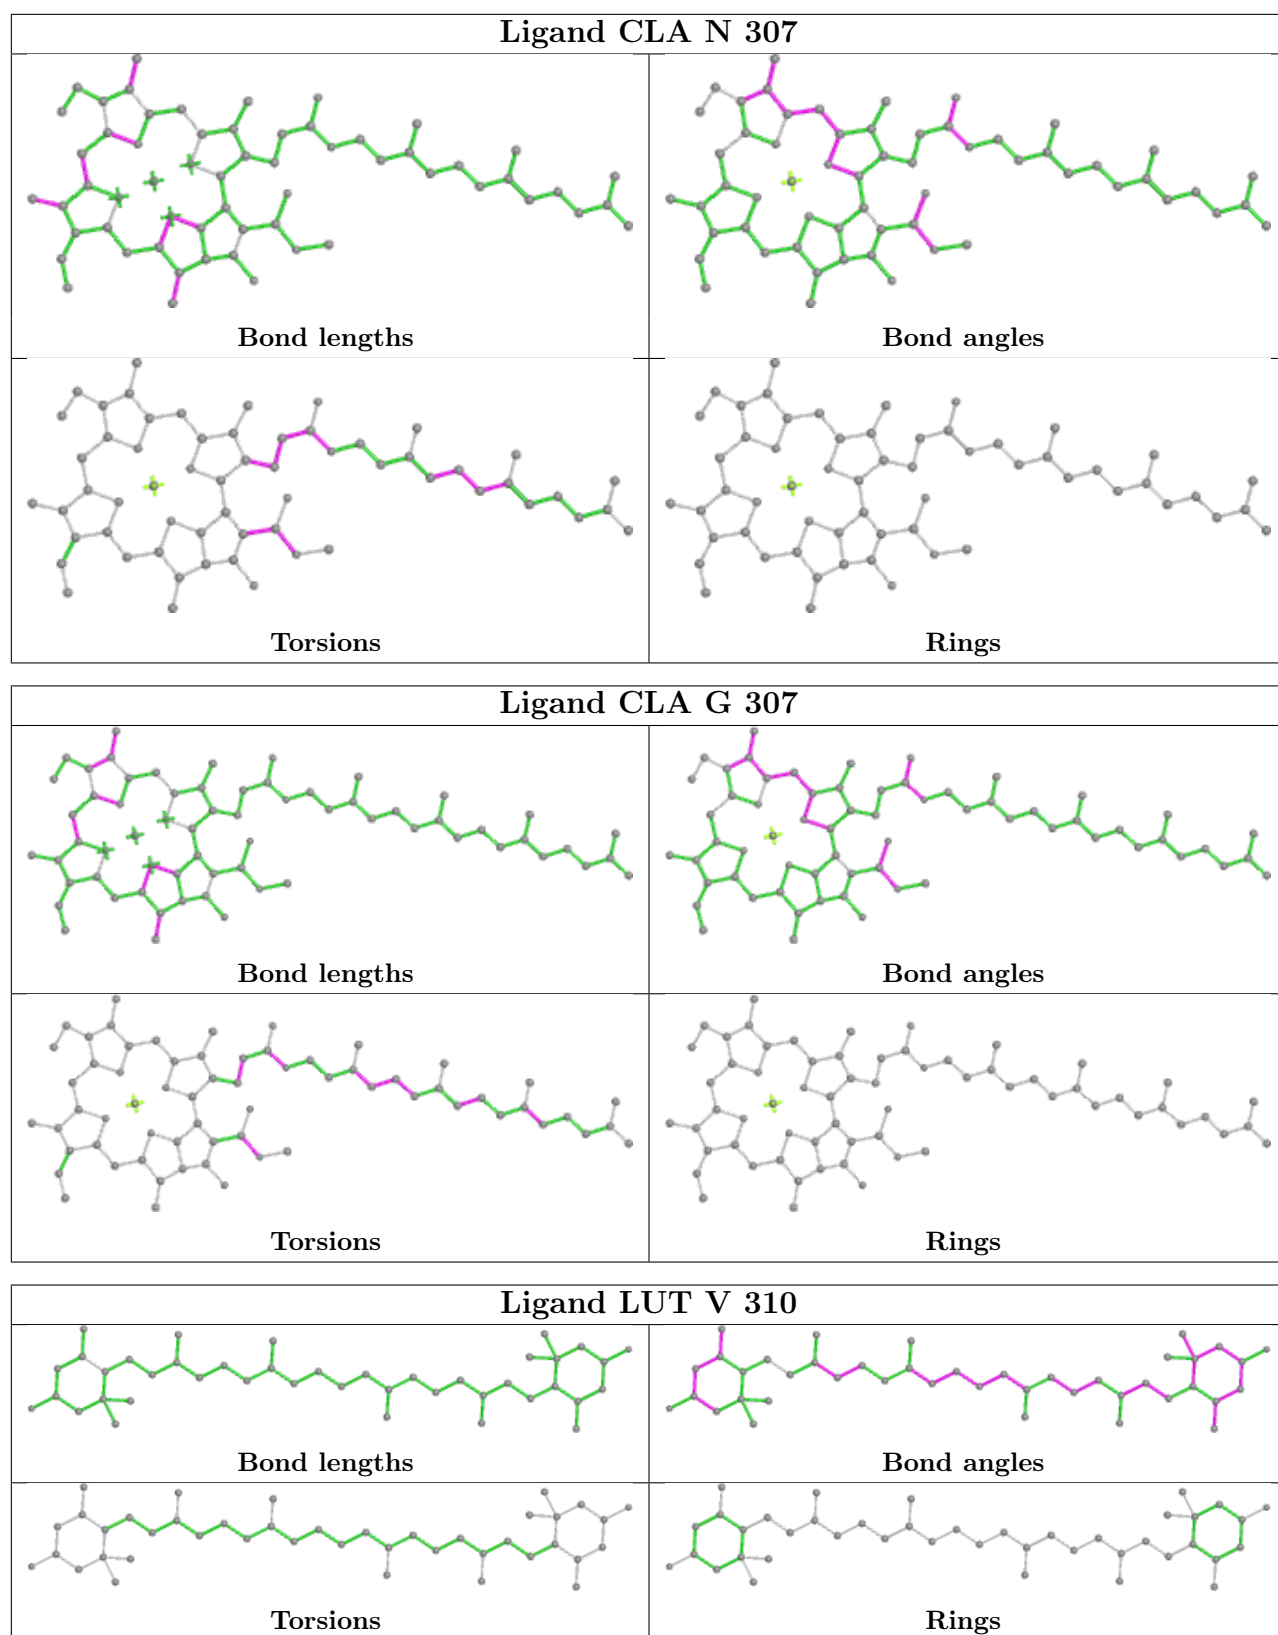 Ligand CLA N 307
Bond lengths
Bond angles
Torsions
Rings
Ligand CLA G 307
Bond lengths
Bond angles
Torsions
Rings
Ligand LUT V 310
Bond lengths
Bond angles
Torsions
Rings